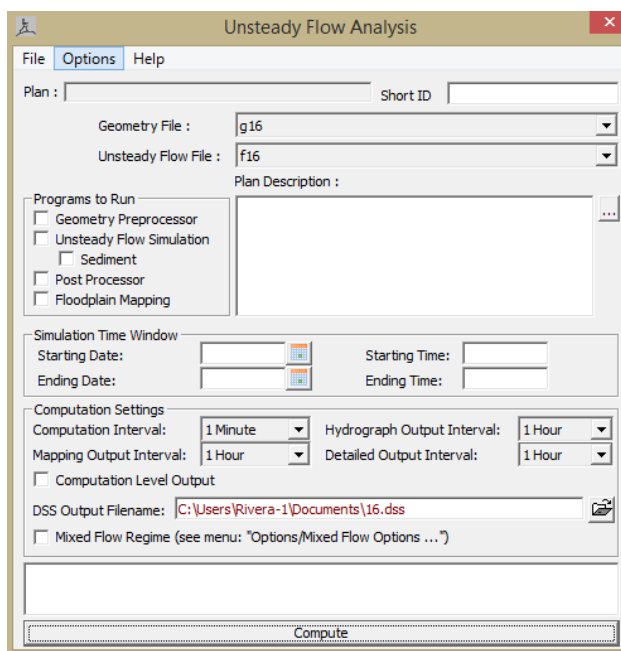 Unsteady Flow Analysis
File Options Help
Plan : Short ID
Geometry File : g16
Unsteady Flow File : f16
Plan Description :
Programs to Run
Geometry Preprocessor
Unsteady Flow Simulation
Sediment
Post Processor
Floodplain Mapping
...
Simulation Time Window
Starting Date: Starting Time:
Ending Date: Ending Time:
Computation Settings
Computation Interval: 1 Minute Hydrograph Output Interval: 1 Hour
Mapping Output Interval: 1 Hour Detailed Output Interval: 1 Hour
Computation Level Output
DSS Output Filename: C:\Users\Rivera-1\Documents\16.dss
Mixed Flow Regime (see menu: "Options/Mixed Flow Options ...")
Compute